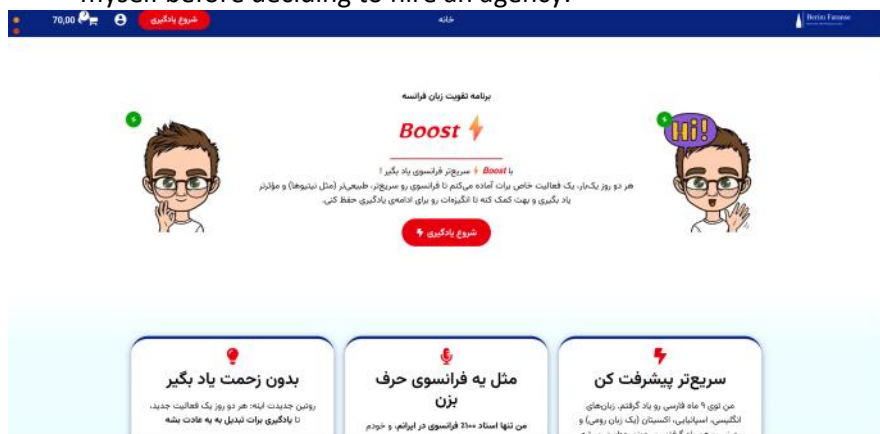 myself before deciding to hire an agency.
70,00
شروع یادگیری
خانه
برنامه تقویت زبان فرانسه
Hi!
Boost
با Boost سریع‌تر فرانسوی یاد بگیر !
هر دو روز یک‌بار، یک فعالیت خاص برات آماده می‌کنم تا فرانسوی رو سریع‌تر، طبیعی‌تر (مثل نیتیوها) و مؤثرتر
یاد بگیری و بهت کمک کنه تا انگیزه‌ات رو برای ادامه‌ی یادگیری حفظ کنی.
شروع یادگیری
سریع‌تر پیشرفت کن
من توی ۹ ماه فارسی رو یاد گرفتم. زبان‌های
انگلیسی، اسپانیایی، اکسیتان (یک زبان رومی) و
مثل یه فرانسوی حرف
بزن
من تنها استاد ۱۰۰٪ فرانسوی در ایرانم، و خودم
بدون زحمت یاد بگیر
روتین جدیدت اینه: هر دو روز یک فعالیت جدید،
تا یادگیری برات تبدیل به یه عادت بشه